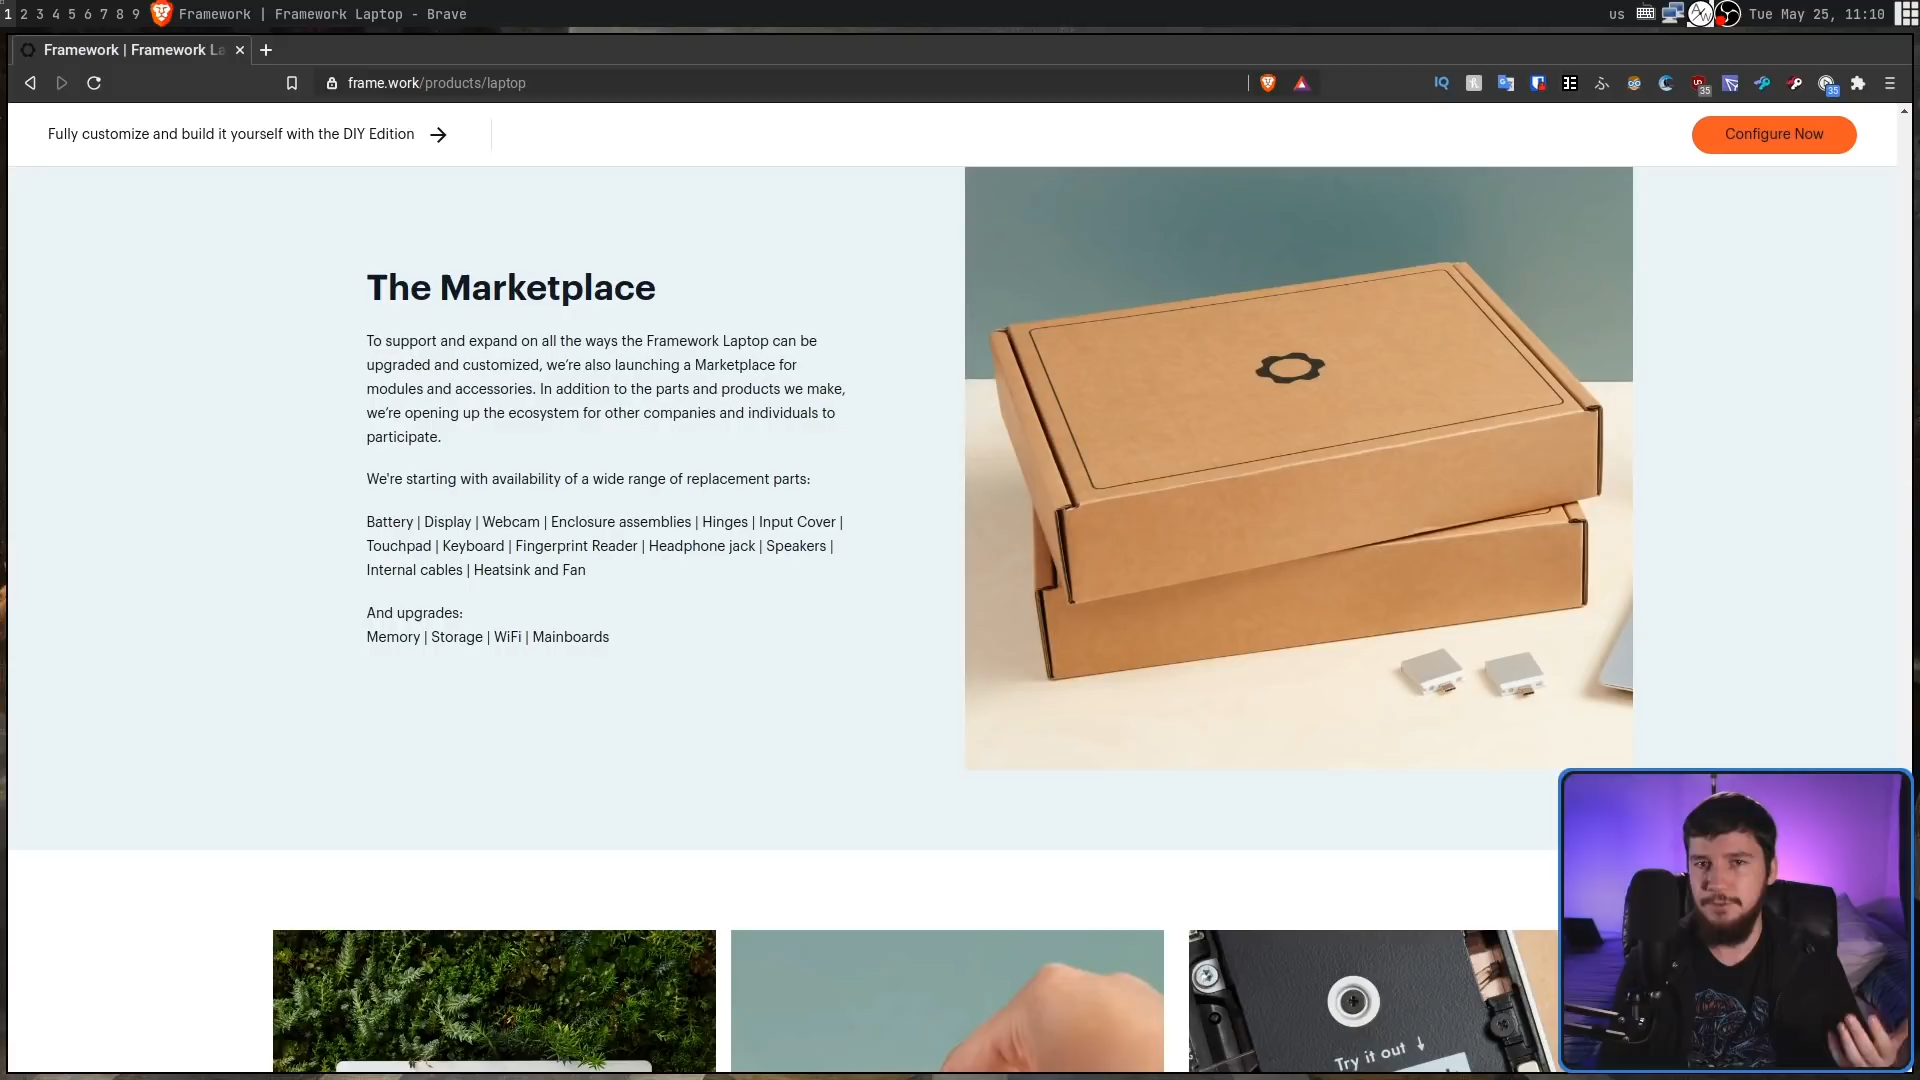 1 2 3 4 5 6 7 8 9 Framework | Framework Laptop - Brave us Tue May 25, 11:10
Framework | Framework La
frame.work/products/laptop
IQ 35 35
Fully customize and build it yourself with the DIY Edition
Configure Now
The Marketplace
To support and expand on all the ways the Framework Laptop can be
upgraded and customized, we’re also launching a Marketplace for
modules and accessories. In addition to the parts and products we make,
we’re opening up the ecosystem for other companies and individuals to
participate.
We're starting with availability of a wide range of replacement parts:
Battery | Display | Webcam | Enclosure assemblies | Hinges | Input Cover |
Touchpad | Keyboard | Fingerprint Reader | Headphone jack | Speakers |
Internal cables | Heatsink and Fan
And upgrades:
Memory | Storage | WiFi | Mainboards
Try it out